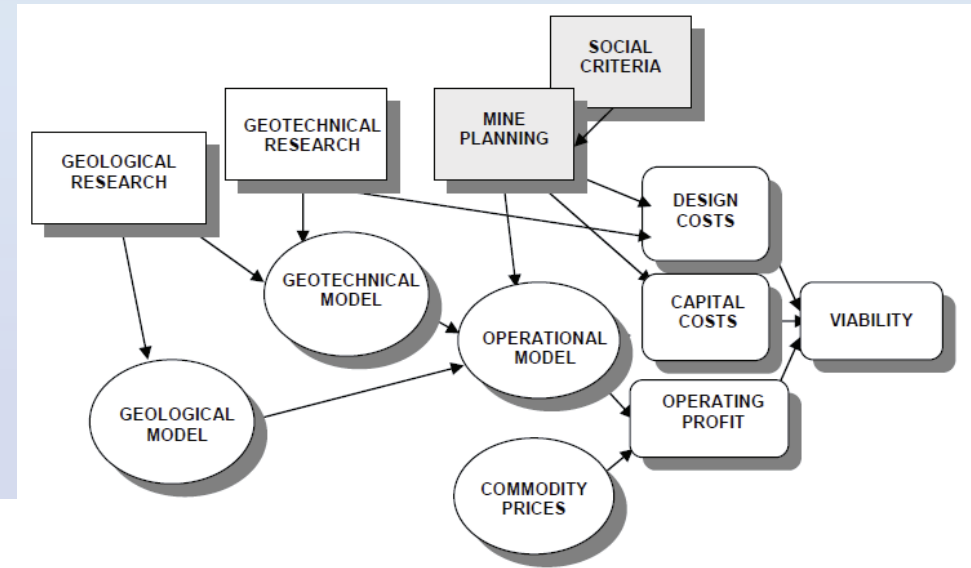 SOCIAL
CRITERIA
MINE
PLANNING
GEOTECHNICAL
RESEARCH
GEOLOGICAL
RESEARCH
DESIGN
COSTS
GEOTECHNICAL
MODEL
CAPITAL
COSTS
VIABILITY
OPERATIONAL
MODEL
OPERATING
PROFIT
GEOLOGICAL
MODEL
COMMODITY
PRICES